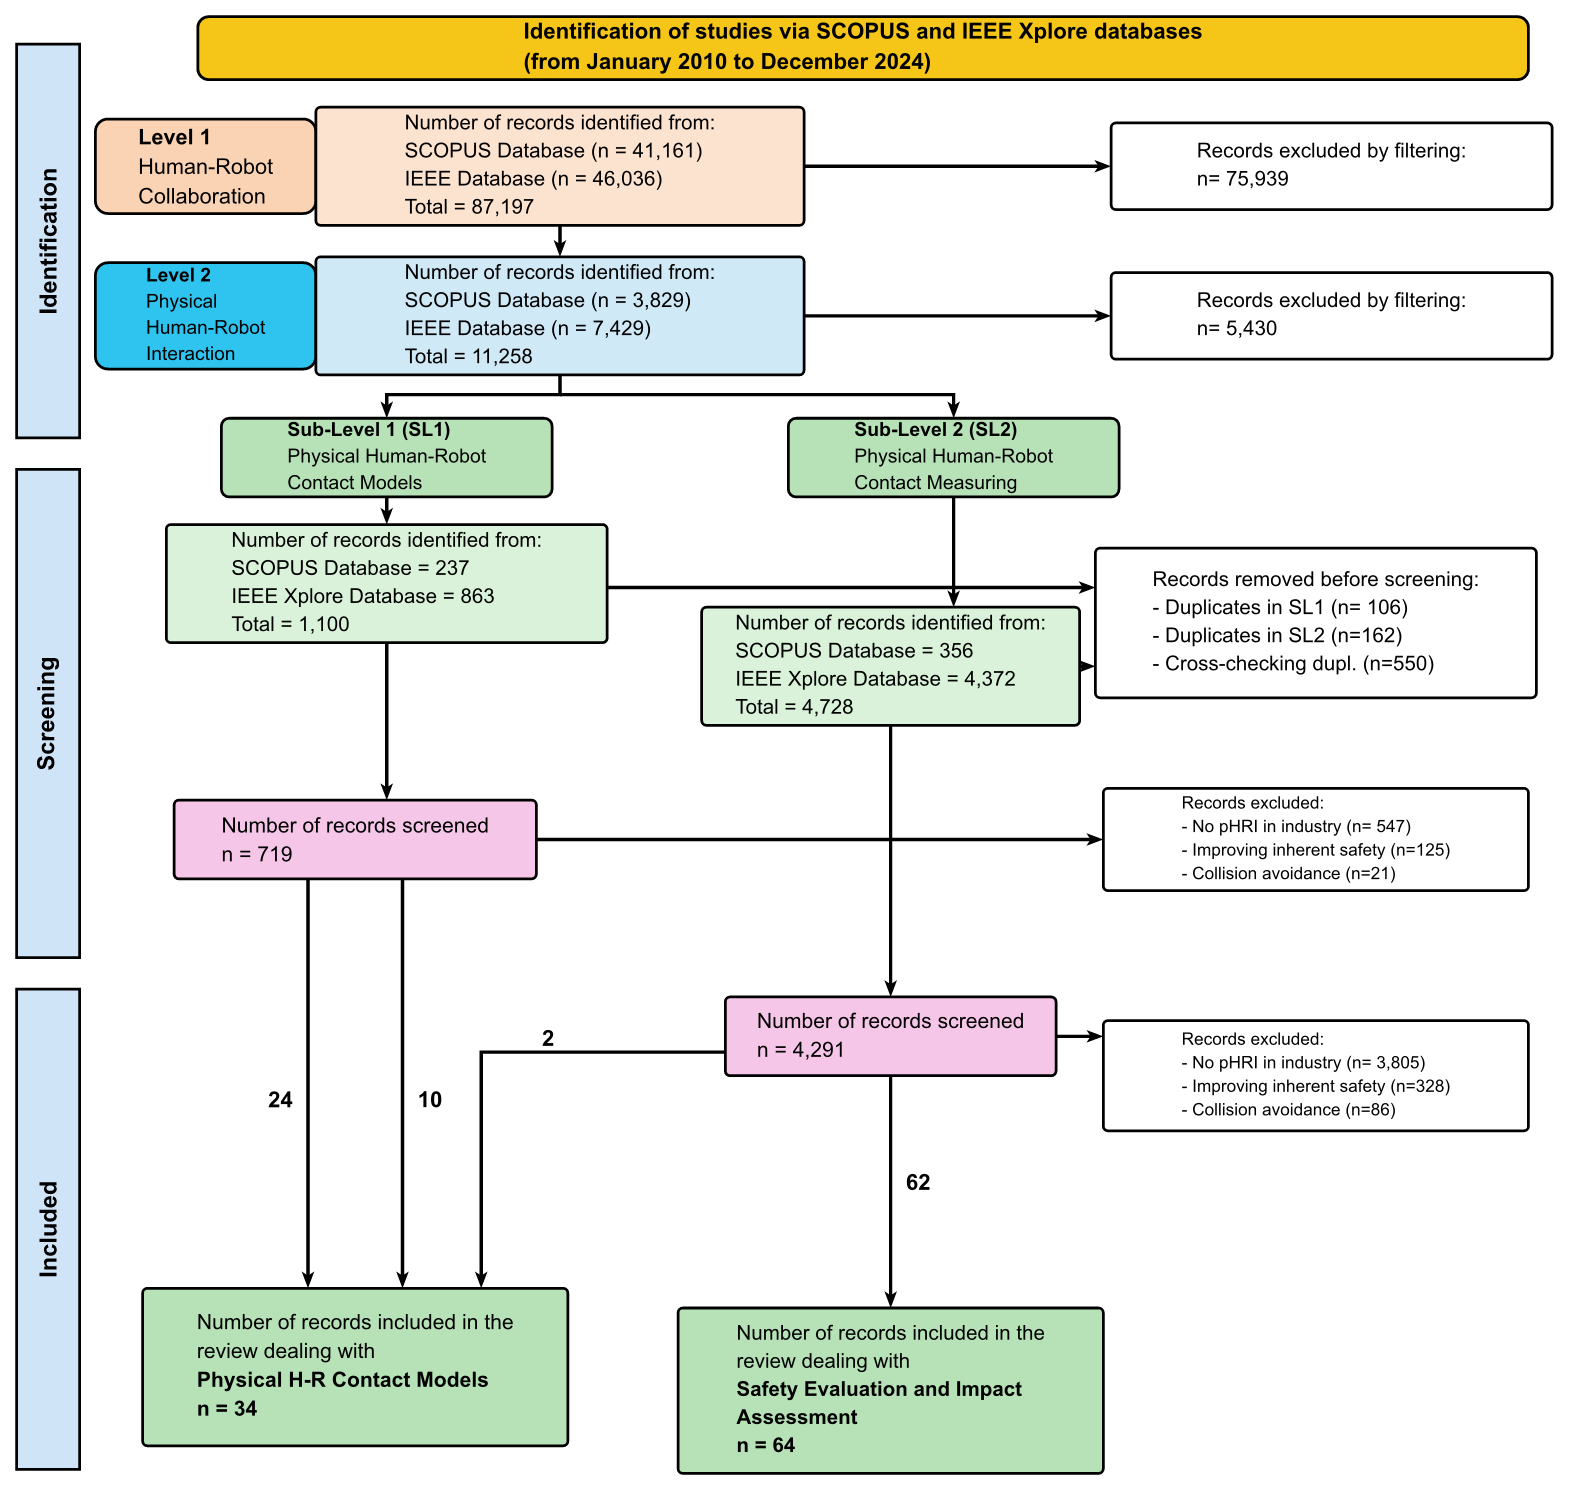 Identification of studies via SCOPUS and IEEE Xplore databases
(from January 2010 to December 2024)
Identification
Level 1
Human-Robot
Collaboration
Number of records identified from:
SCOPUS Database (n = 41,161)
IEEE Database (n = 46,036)
Total = 87,197
Records excluded by filtering:
n= 75,939
Level 2
Physical
Human-Robot
Interaction
Number of records identified from:
SCOPUS Database (n = 3,829)
IEEE Database (n = 7,429)
Total = 11,258
Records excluded by filtering:
n= 5,430
Sub-Level 1 (SL1)
Physical Human-Robot
Contact Models
Sub-Level 2 (SL2)
Physical Human-Robot
Contact Measuring
Screening
Number of records identified from:
SCOPUS Database = 237
IEEE Xplore Database = 863
Total = 1,100
Number of records identified from:
SCOPUS Database = 356
IEEE Xplore Database = 4,372
Total = 4,728
Records removed before screening:
- Duplicates in SL1 (n= 106)
- Duplicates in SL2 (n=162)
- Cross-checking dupl. (n=550)
Number of records screened
n = 719
Records excluded:
- No pHRI in industry (n= 547)
- Improving inherent safety (n=125)
- Collision avoidance (n=21)
Included
Number of records screened
n = 4,291
Records excluded:
- No pHRI in industry (n= 3,805)
- Improving inherent safety (n=328)
- Collision avoidance (n=86)
2
24
10
62
Number of records included in the
review dealing with
Physical H-R Contact Models
n = 34
Number of records included in the
review dealing with
Safety Evaluation and Impact
Assessment
n = 64